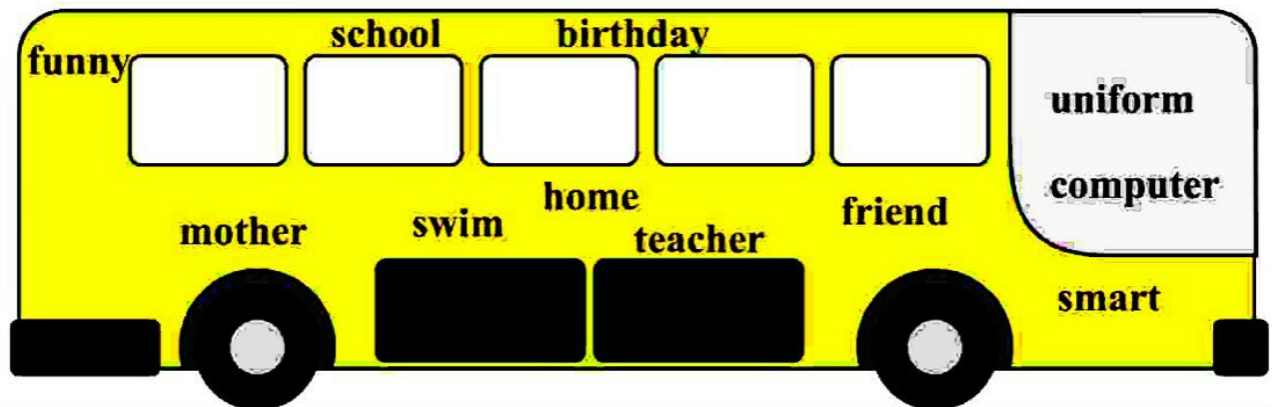 school birthday
funny
uniform
computer
home
mother swim friend
teacher
smart